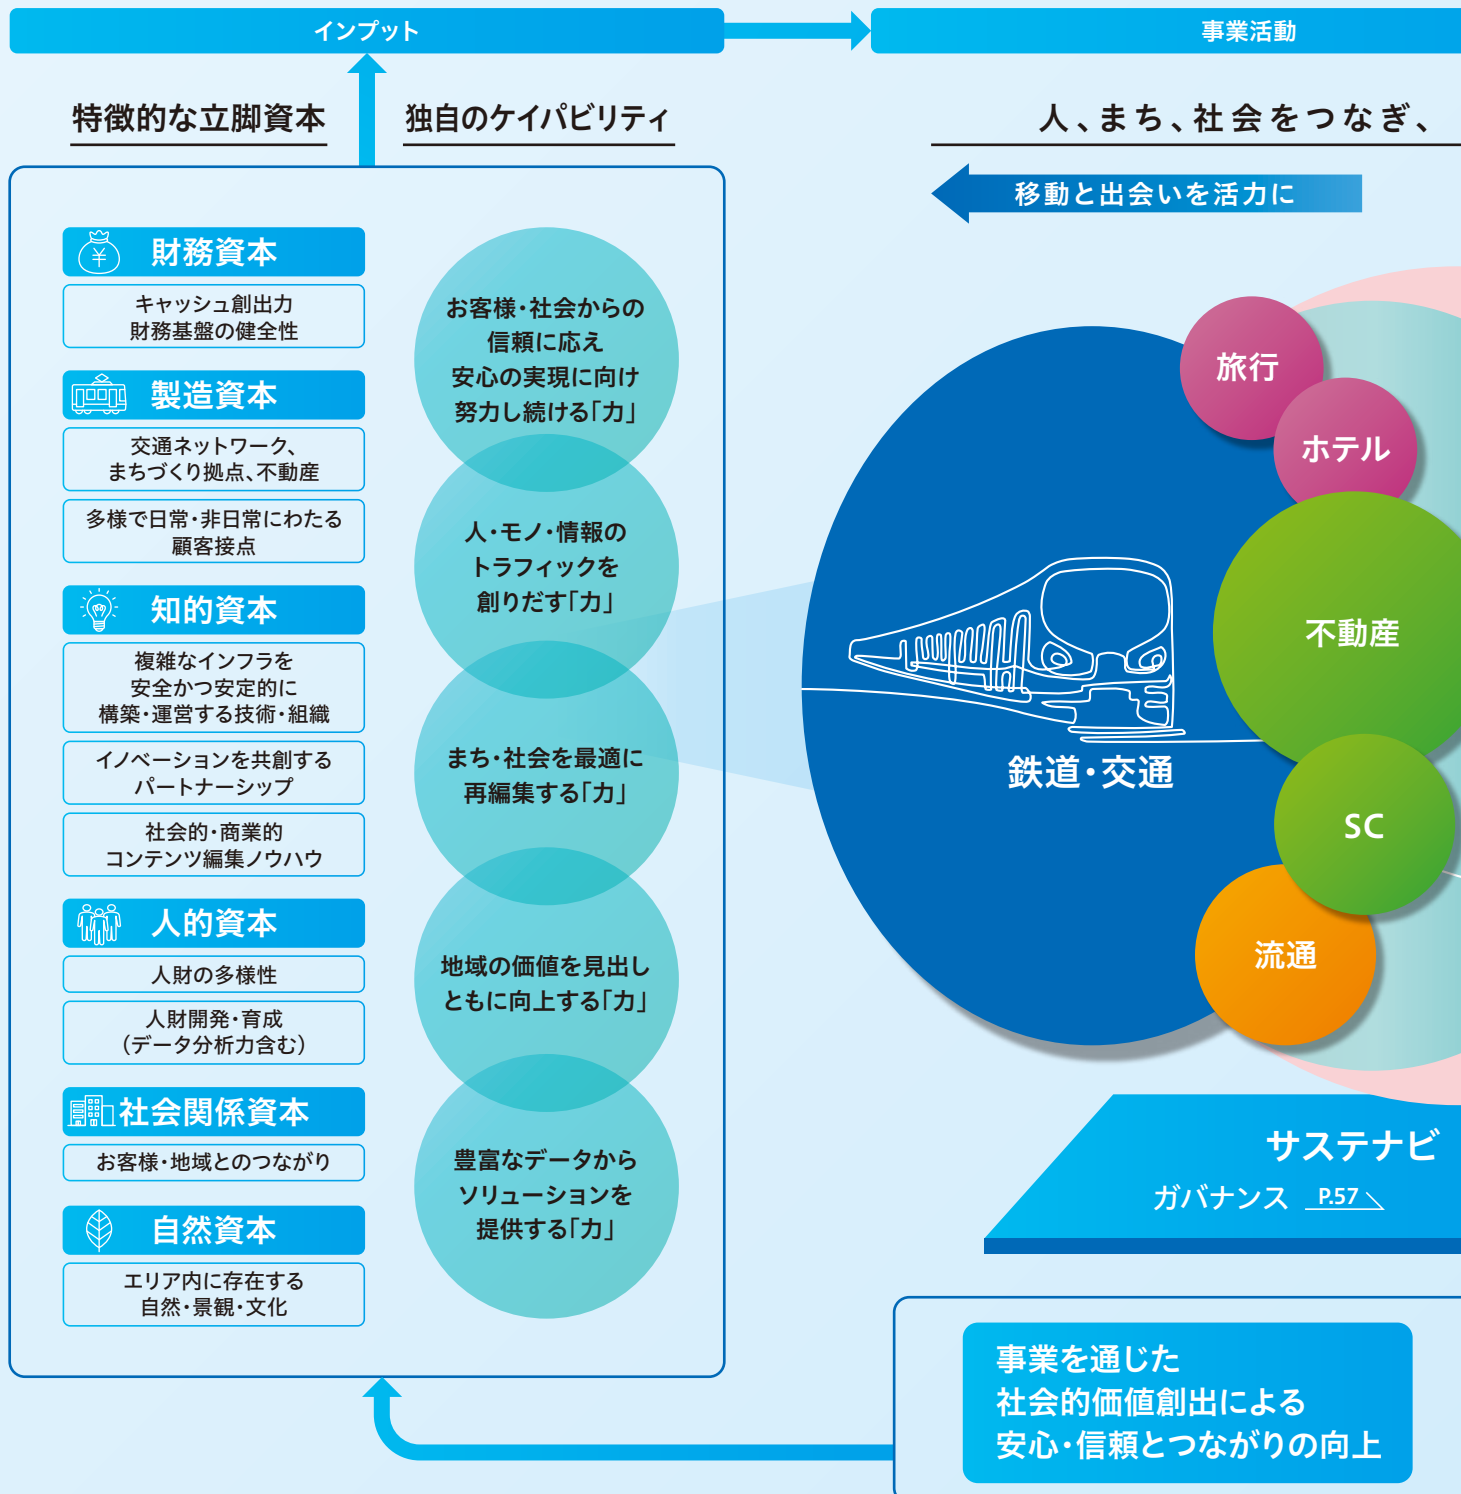 インプット
事業活動
特徴的な立脚資本
独自のケイパビリティ
財務資本
キャッシュ創出力
財務基盤の健全性
製造資本
交通ネットワーク、
まちづくり拠点、不動産
多様で日常・非日常にわたる
顧客接点
知的資本
複雑なインフラを
安全かつ安定的に
構築・運営する技術・組織
イノベーションを共創する
パートナーシップ
社会的・商業的
コンテンツ編集ノウハウ
人的資本
人財の多様性
人財開発・育成
（データ分析力含む）
社会関係資本
お客様・地域とのつながり
自然資本
エリア内に存在する
自然・景観・文化
お客様・社会からの
信頼に応え
安心の実現に向け
努力し続ける「力」
人・モノ・情報の
トラフィックを
創りだす「力」
まち・社会を最適に
再編集する「力」
地域の価値を見出し
ともに向上する「力」
豊富なデータから
ソリューションを
提供する「力」
人、まち、社会をつなぎ、
移動と出会いを活力に
旅行
ホテル
不動産
鉄道・交通
SC
流通
サステナビ
ガバナンス P.57
事業を通じた
社会的価値創出による
安心・信頼とつながりの向上